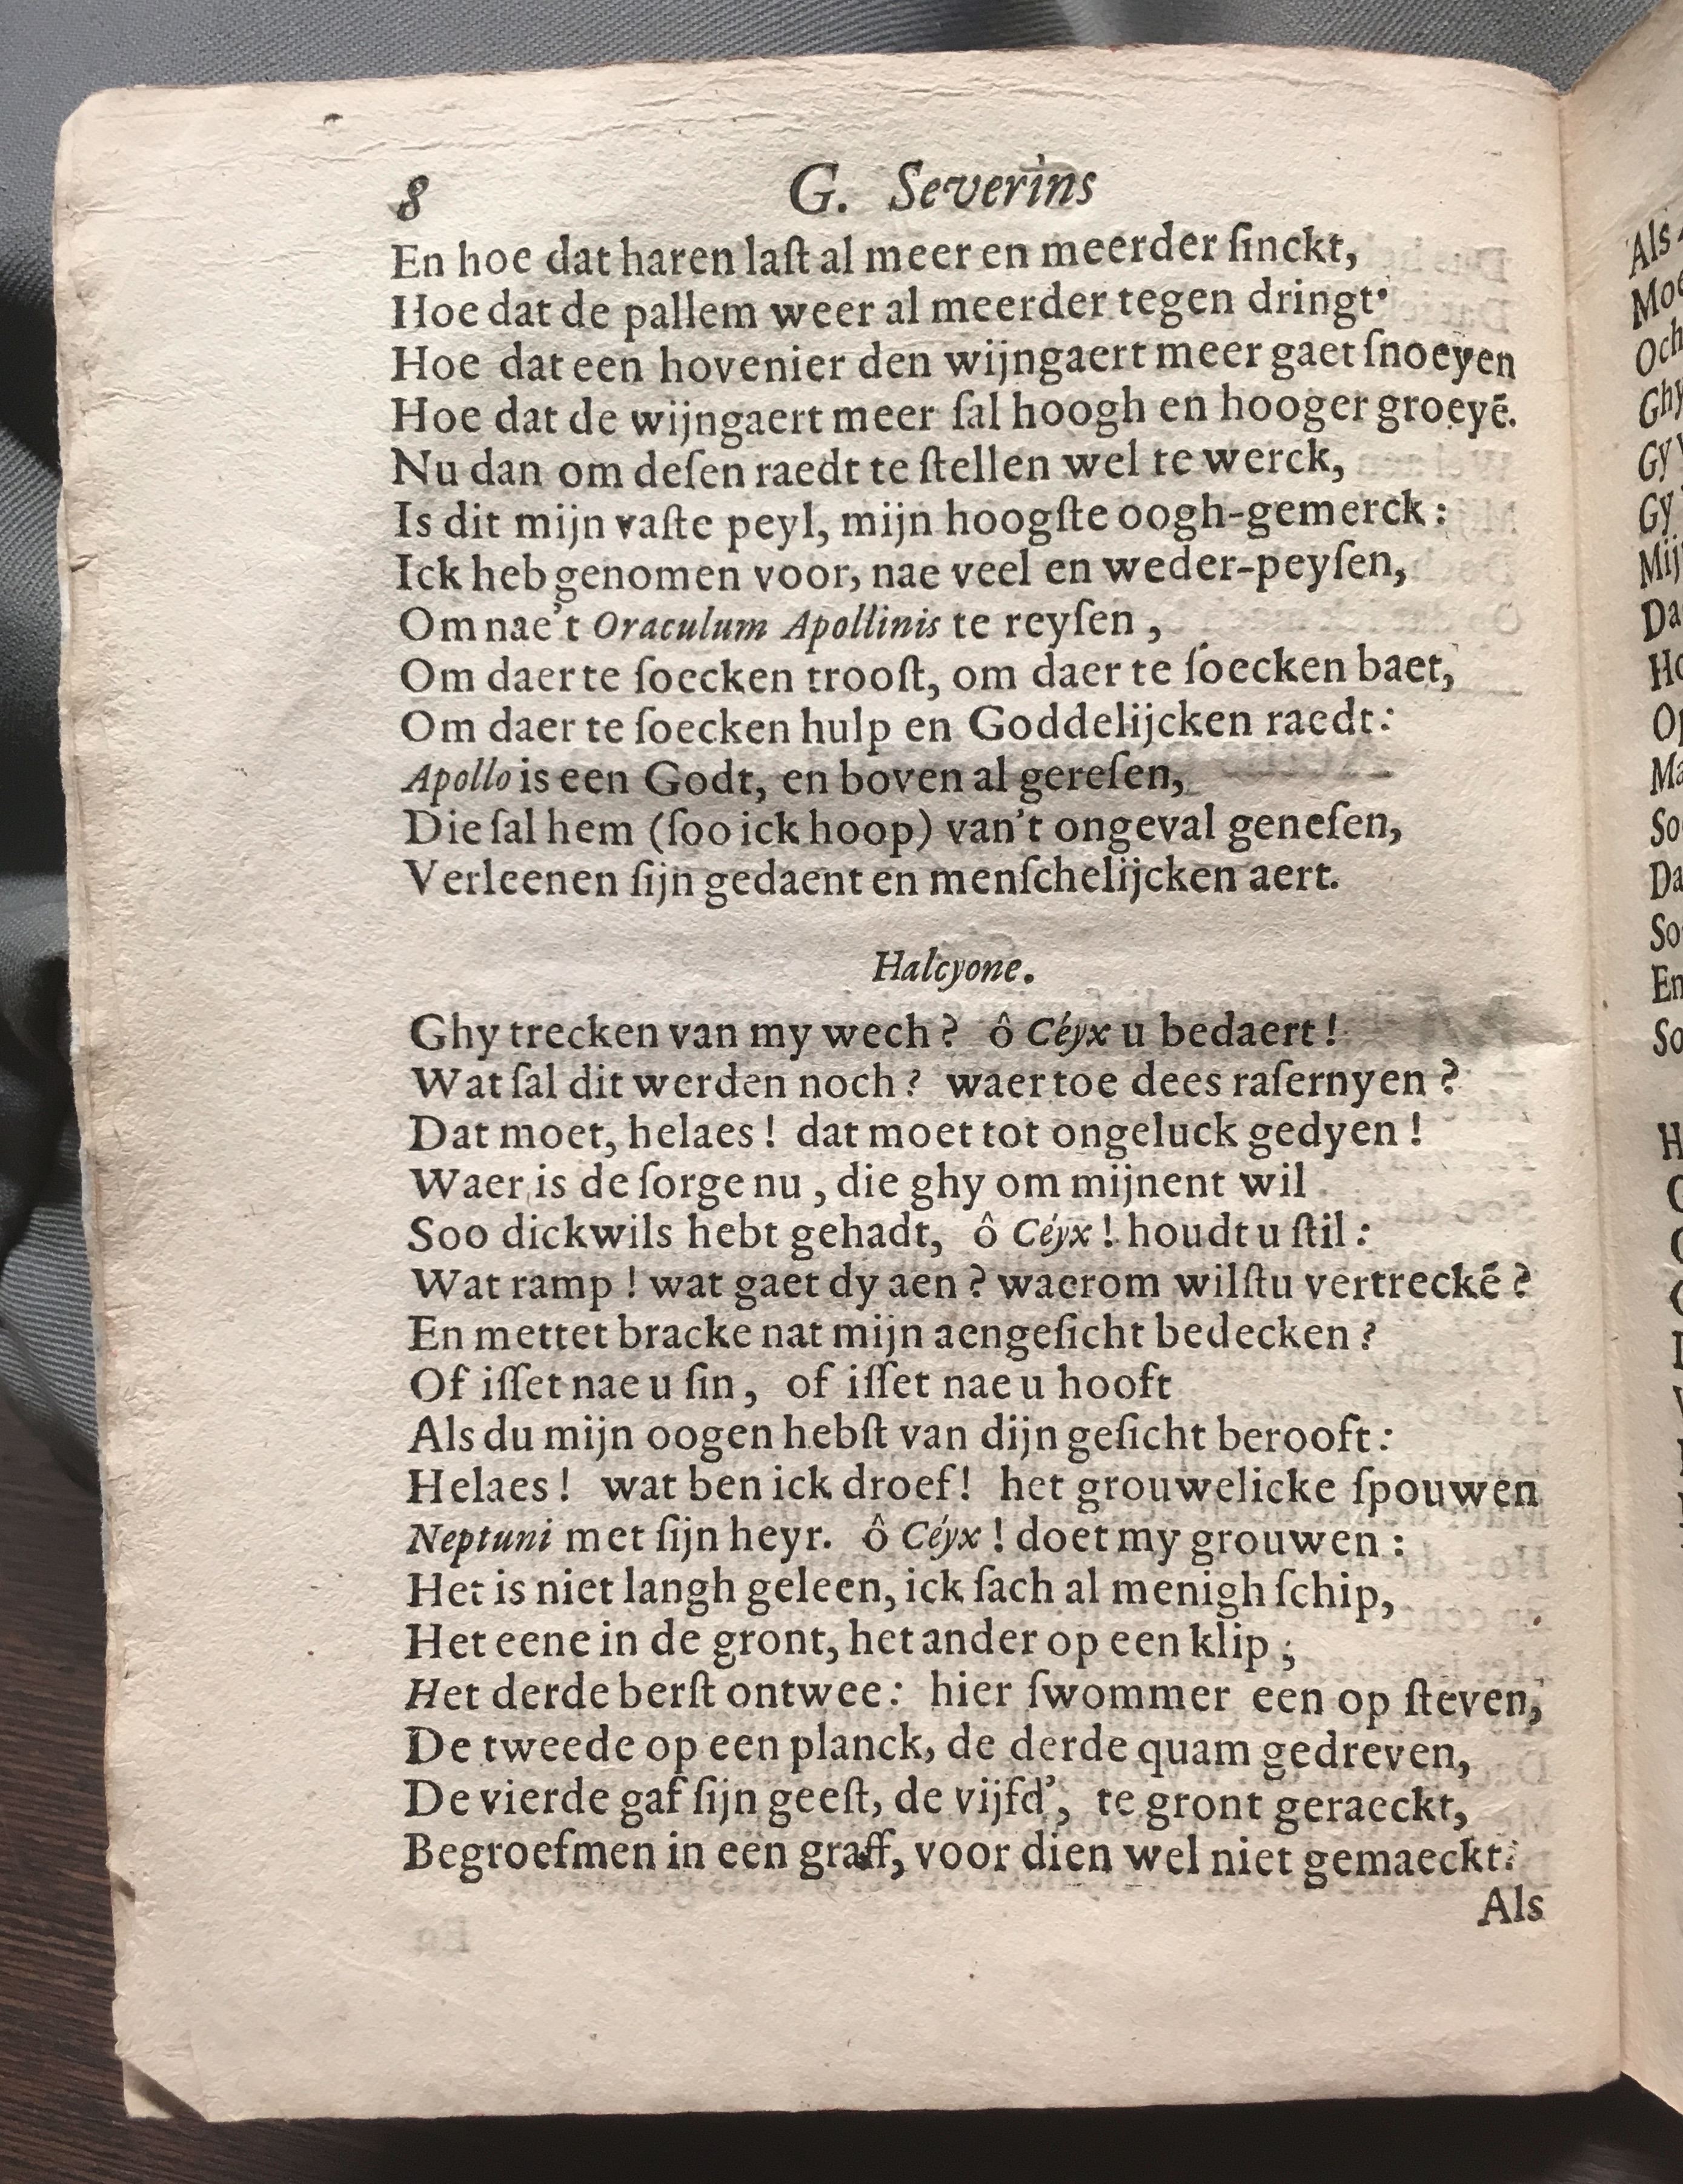 8 G. Severins
En hoe dat haren laſt al meer en meerder ſinckt,
Hoe dat de pallem weer al meerder tegen dringt·
Hoe dat een hovenier den wijngaert meer gaet ſnoeyen
Hoe dat de wijngaert meer ſal hoogh en hooger groeyē.
Nu dan om deſen raedt te ſtellen wel te werck,
Is dit mijn vaſte peyl, mijn hoogſte oogh-gemerck:
Ick heb genomen voor, nae veel en weder-peyſen,
Om nae't Oraculum Apollinis te reyſen,
Om daer te ſoecken trooſt, om daer te ſoecken baet,
Om daer te ſoecken hulp en Goddelijcken raedt:
Apollo is een Godt, en boven al gereſen,
Die ſal hem (ſoo ick hoop) van't ongeval geneſen,
Verleenen ſijn gedaent en menſchelijcken aert.
Halcyone.
Ghy trecken van my wech? ô Céyx u bedaert!
Wat ſal dit werden noch? waer toe dees raſernyen?
Dat moet, helaes! dat moet tot ongeluck gedyen!
Waer is de ſorge nu, die ghy om mijnent wil
Soo dickwils hebt gehadt, ô Céyx! houdt u ſtil:
Wat ramp! wat gaet dy aen? waerom wilſtu vertreckē?
En mettet bracke nat mijn aengeſicht bedecken?
Of iſſet nae u ſin, of iſſet nae u hooft
Als du mijn oogen hebſt van dijn geſicht berooft:
Helaes! wat ben ick droef! het grouwelicke ſpouwen
Neptuni met ſijn heyr. ô Céyx! doet my grouwen:
Het is niet langh geleen, ick ſach al menigh ſchip,
Het eene in de gront, het ander op een klip;
Het derde berſt ontwee: hier ſwommer een op ſteven,
De tweede op een planck, de derde quam gedreven,
De vierde gaf ſijn geeſt, de vijfd', te gront geraeckt,
Begroefmen in een graff, voor dien wel niet gemaeckt:
Als